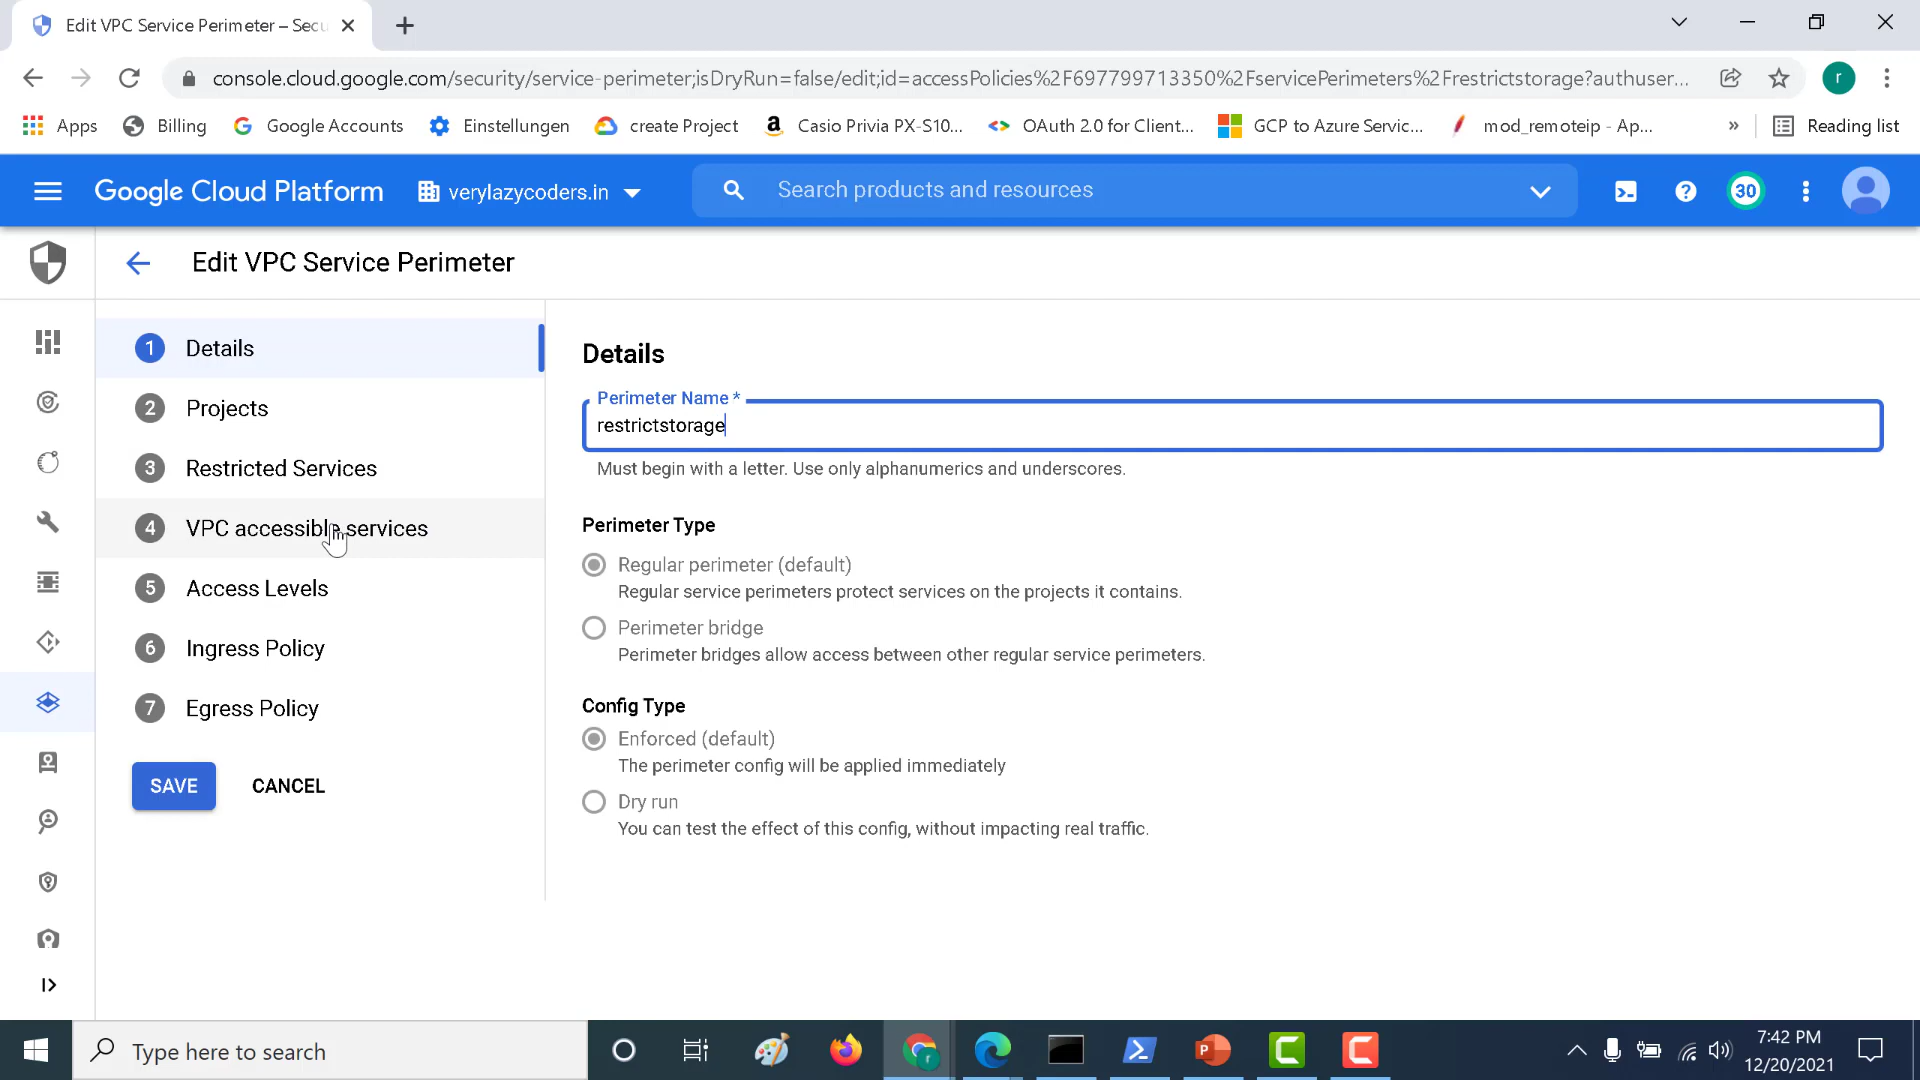 Edit VPC Service Perimeter – Secu
console.cloud.google.com/security/service-perimeter;isDryRun=false/edit;id=accessPolicies%2F697799713350%2FservicePerimeters%2Frestrictstorage?authuser...
r
Apps
Billing
Google Accounts
Einstellungen
create Project
Casio Privia PX-S10...
OAuth 2.0 for Client...
GCP to Azure Servic...
mod_remoteip - Ap...
»
Reading list
Google Cloud Platform
verylazycoders.in
Search products and resources
30
Edit VPC Service Perimeter
1 Details
2 Projects
3 Restricted Services
4 VPC accessible services
5 Access Levels
6 Ingress Policy
7 Egress Policy
SAVE
CANCEL
Details
Perimeter Name *
restrictstorage
Must begin with a letter. Use only alphanumerics and underscores.
Perimeter Type
Regular perimeter (default)
Regular service perimeters protect services on the projects it contains.
Perimeter bridge
Perimeter bridges allow access between other regular service perimeters.
Config Type
Enforced (default)
The perimeter config will be applied immediately
Dry run
You can test the effect of this config, without impacting real traffic.
Type here to search
7:42 PM
12/20/2021